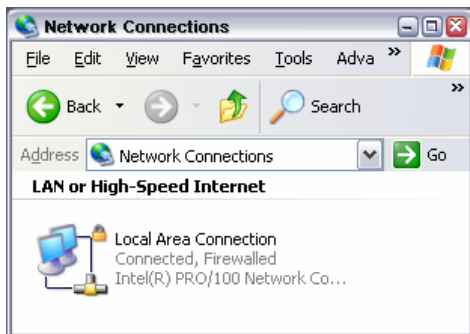 Network Connections
File Edit View Favorites Tools Adva »
Back Search »
Address Network Connections Go
LAN or High-Speed Internet
Local Area Connection
Connected, Firewalled
Intel(R) PRO/100 Network Co...